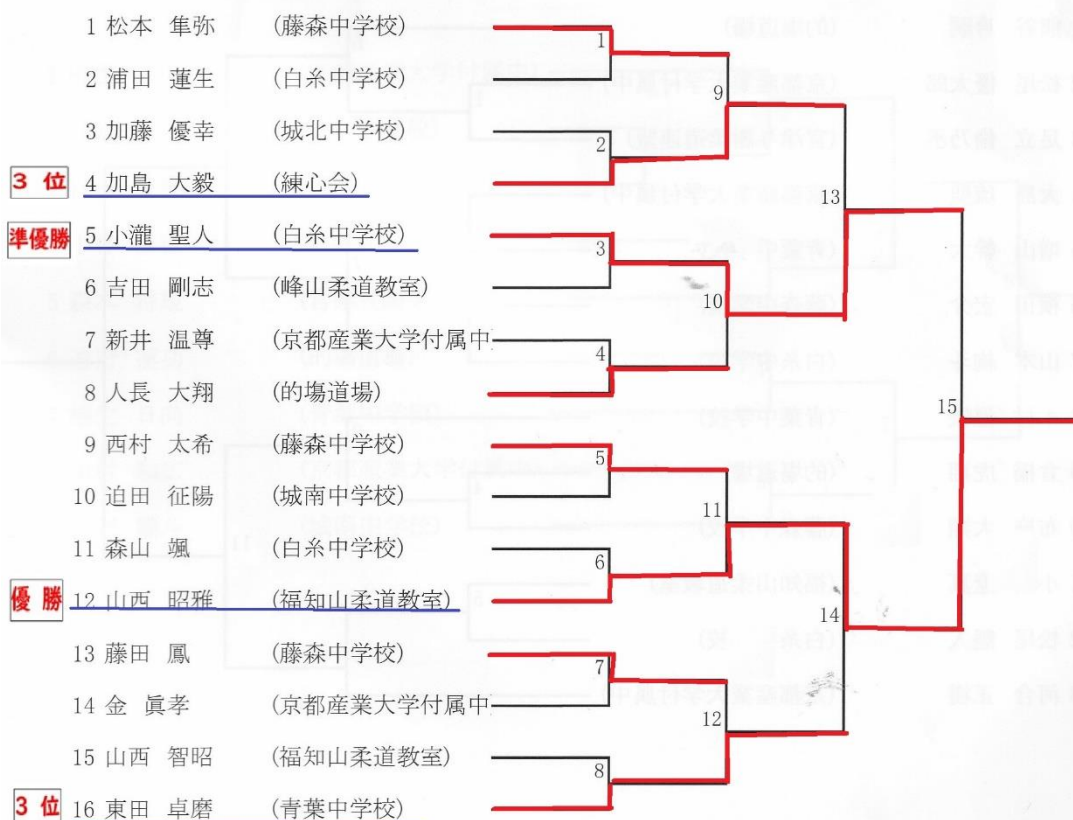 1 松本 隼弥 (藤森中学校)
2 浦田 蓮生 (白糸中学校)
3 加藤 優幸 (城北中学校)
3 位 4 加島 大毅 (練心会)
準優勝 5 小瀧 聖人 (白糸中学校)
6 吉田 剛志 (峰山柔道教室)
7 新井 温尊 (京都産業大学付属中
8 人長 大翔 (的場道場)
9 西村 太希 (藤森中学校)
10 迫田 征陽 (城南中学校)
11 森山 颯 (白糸中学校)
優 勝 12 山西 昭雅 (福知山柔道教室)
13 藤田 鳳 (藤森中学校)
14 金 眞孝 (京都産業大学付属中
15 山西 智昭 (福知山柔道教室)
3 位 16 東田 卓磨 (青葉中学校)
1
2
3
4
5
6
7
8
9
10
11
12
13
14
15